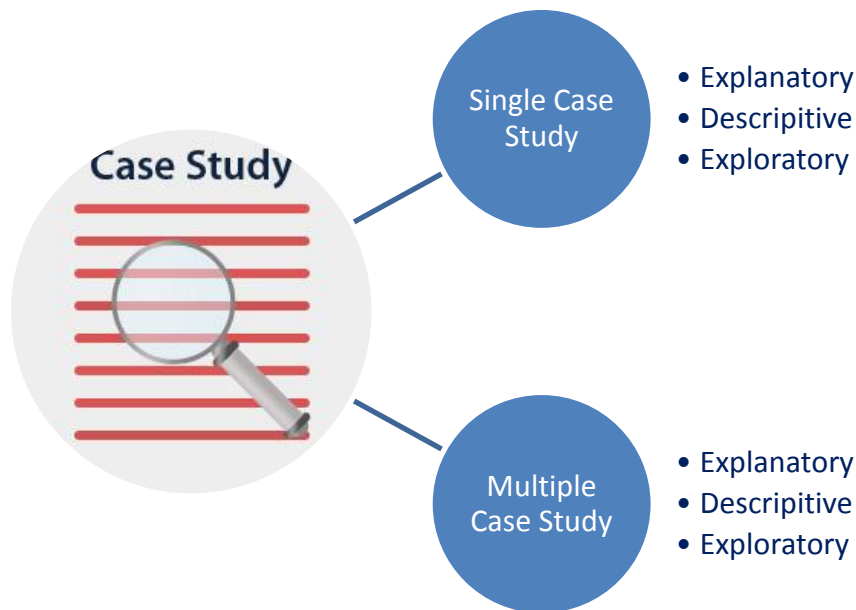 Case Study
Single Case
Study
• Explanatory
• Descripitive
• Exploratory
Multiple
Case Study
• Explanatory
• Descripitive
• Exploratory